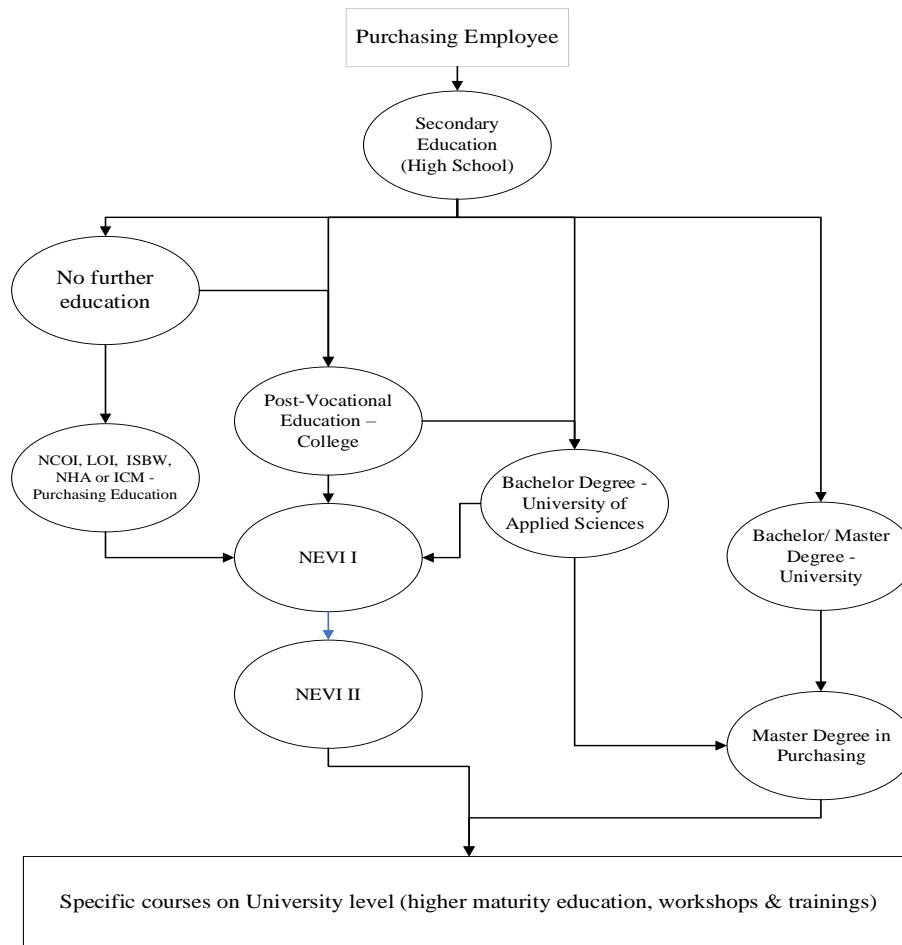 Purchasing Employee
Secondary
Education
(High School)
No further
education
Post-Vocational
Education –
College
NCOI, LOI, ISBW,
NHA or ICM -
Purchasing Education
Bachelor Degree -
University of
Applied Sciences
NEVI I
Bachelor/ Master
Degree -
University
NEVI II
Master Degree in
Purchasing
Specific courses on University level (higher maturity education, workshops & trainings)